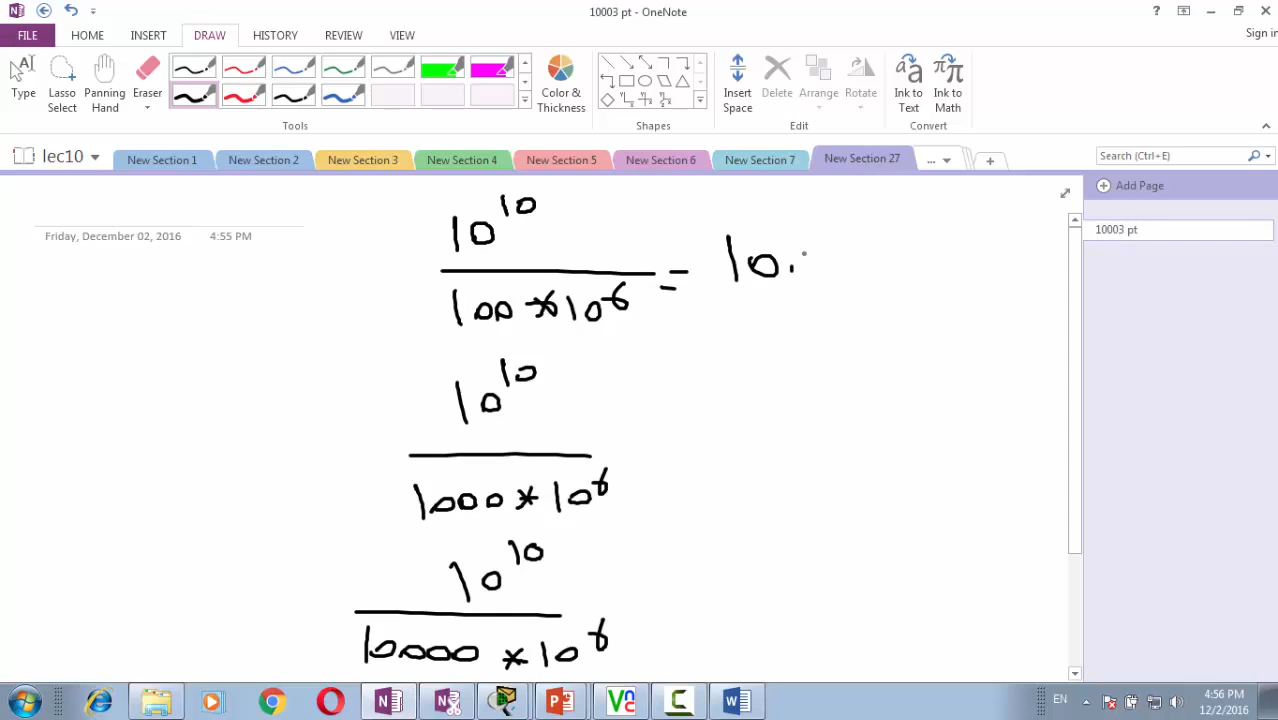 10003 pt - OneNote
Sign in
FILE HOME INSERT DRAW HISTORY REVIEW VIEW
Type
Lasso Select
Panning Hand
Eraser
Color & Thickness
Insert Space
Delete
Arrange
Rotate
Ink to Text
Ink to Math
Tools
Shapes
Edit
Convert
lec10
New Section 1
New Section 2
New Section 3
New Section 4
New Section 5
New Section 6
New Section 7
New Section 27
...
Search (Ctrl+E)
Add Page
10003 pt
Friday, December 02, 2016 4:55 PM
10^10
100 * 10^6 = 10.
10^10
1000 * 10^6
10^10
10000 * 10^6
EN
4:56 PM
12/2/2016